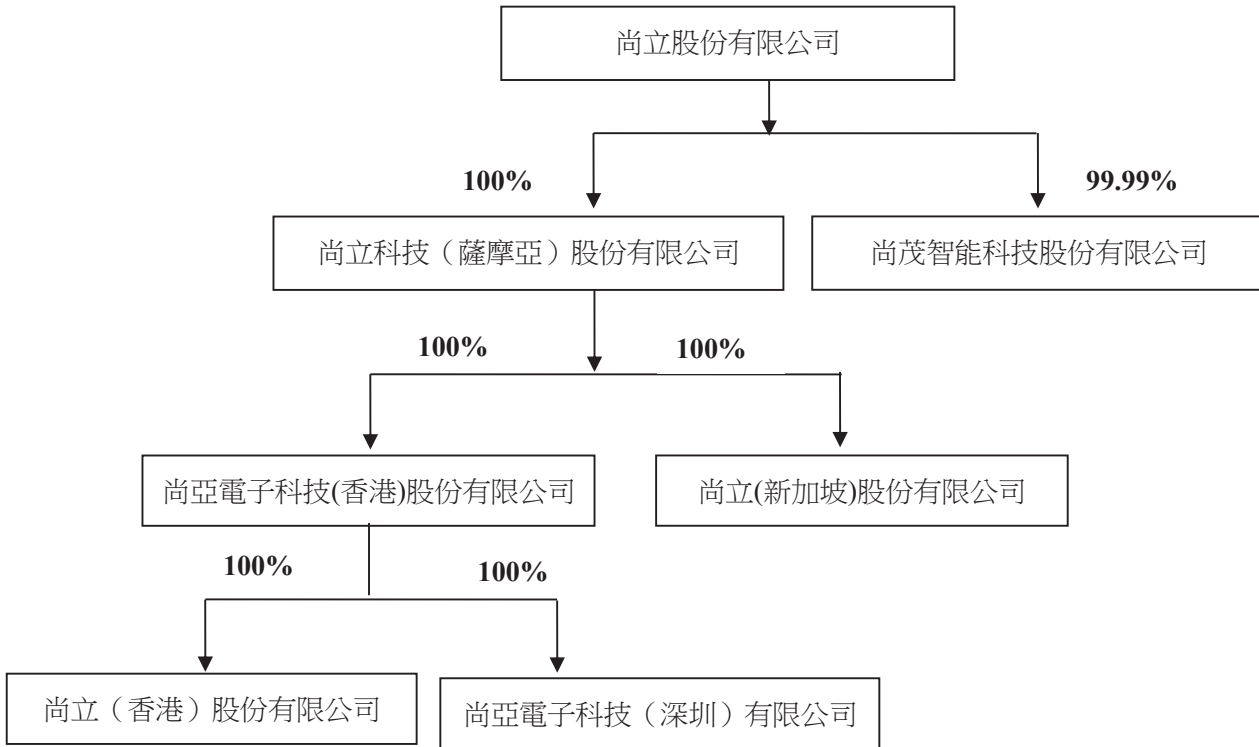 尚立股份有限公司
100%
99.99%
尚立科技（薩摩亞）股份有限公司
尚茂智能科技股份有限公司
100%
100%
尚亞電子科技(香港)股份有限公司
尚立(新加坡)股份有限公司
100%
100%
尚立（香港）股份有限公司
尚亞電子科技（深圳）有限公司